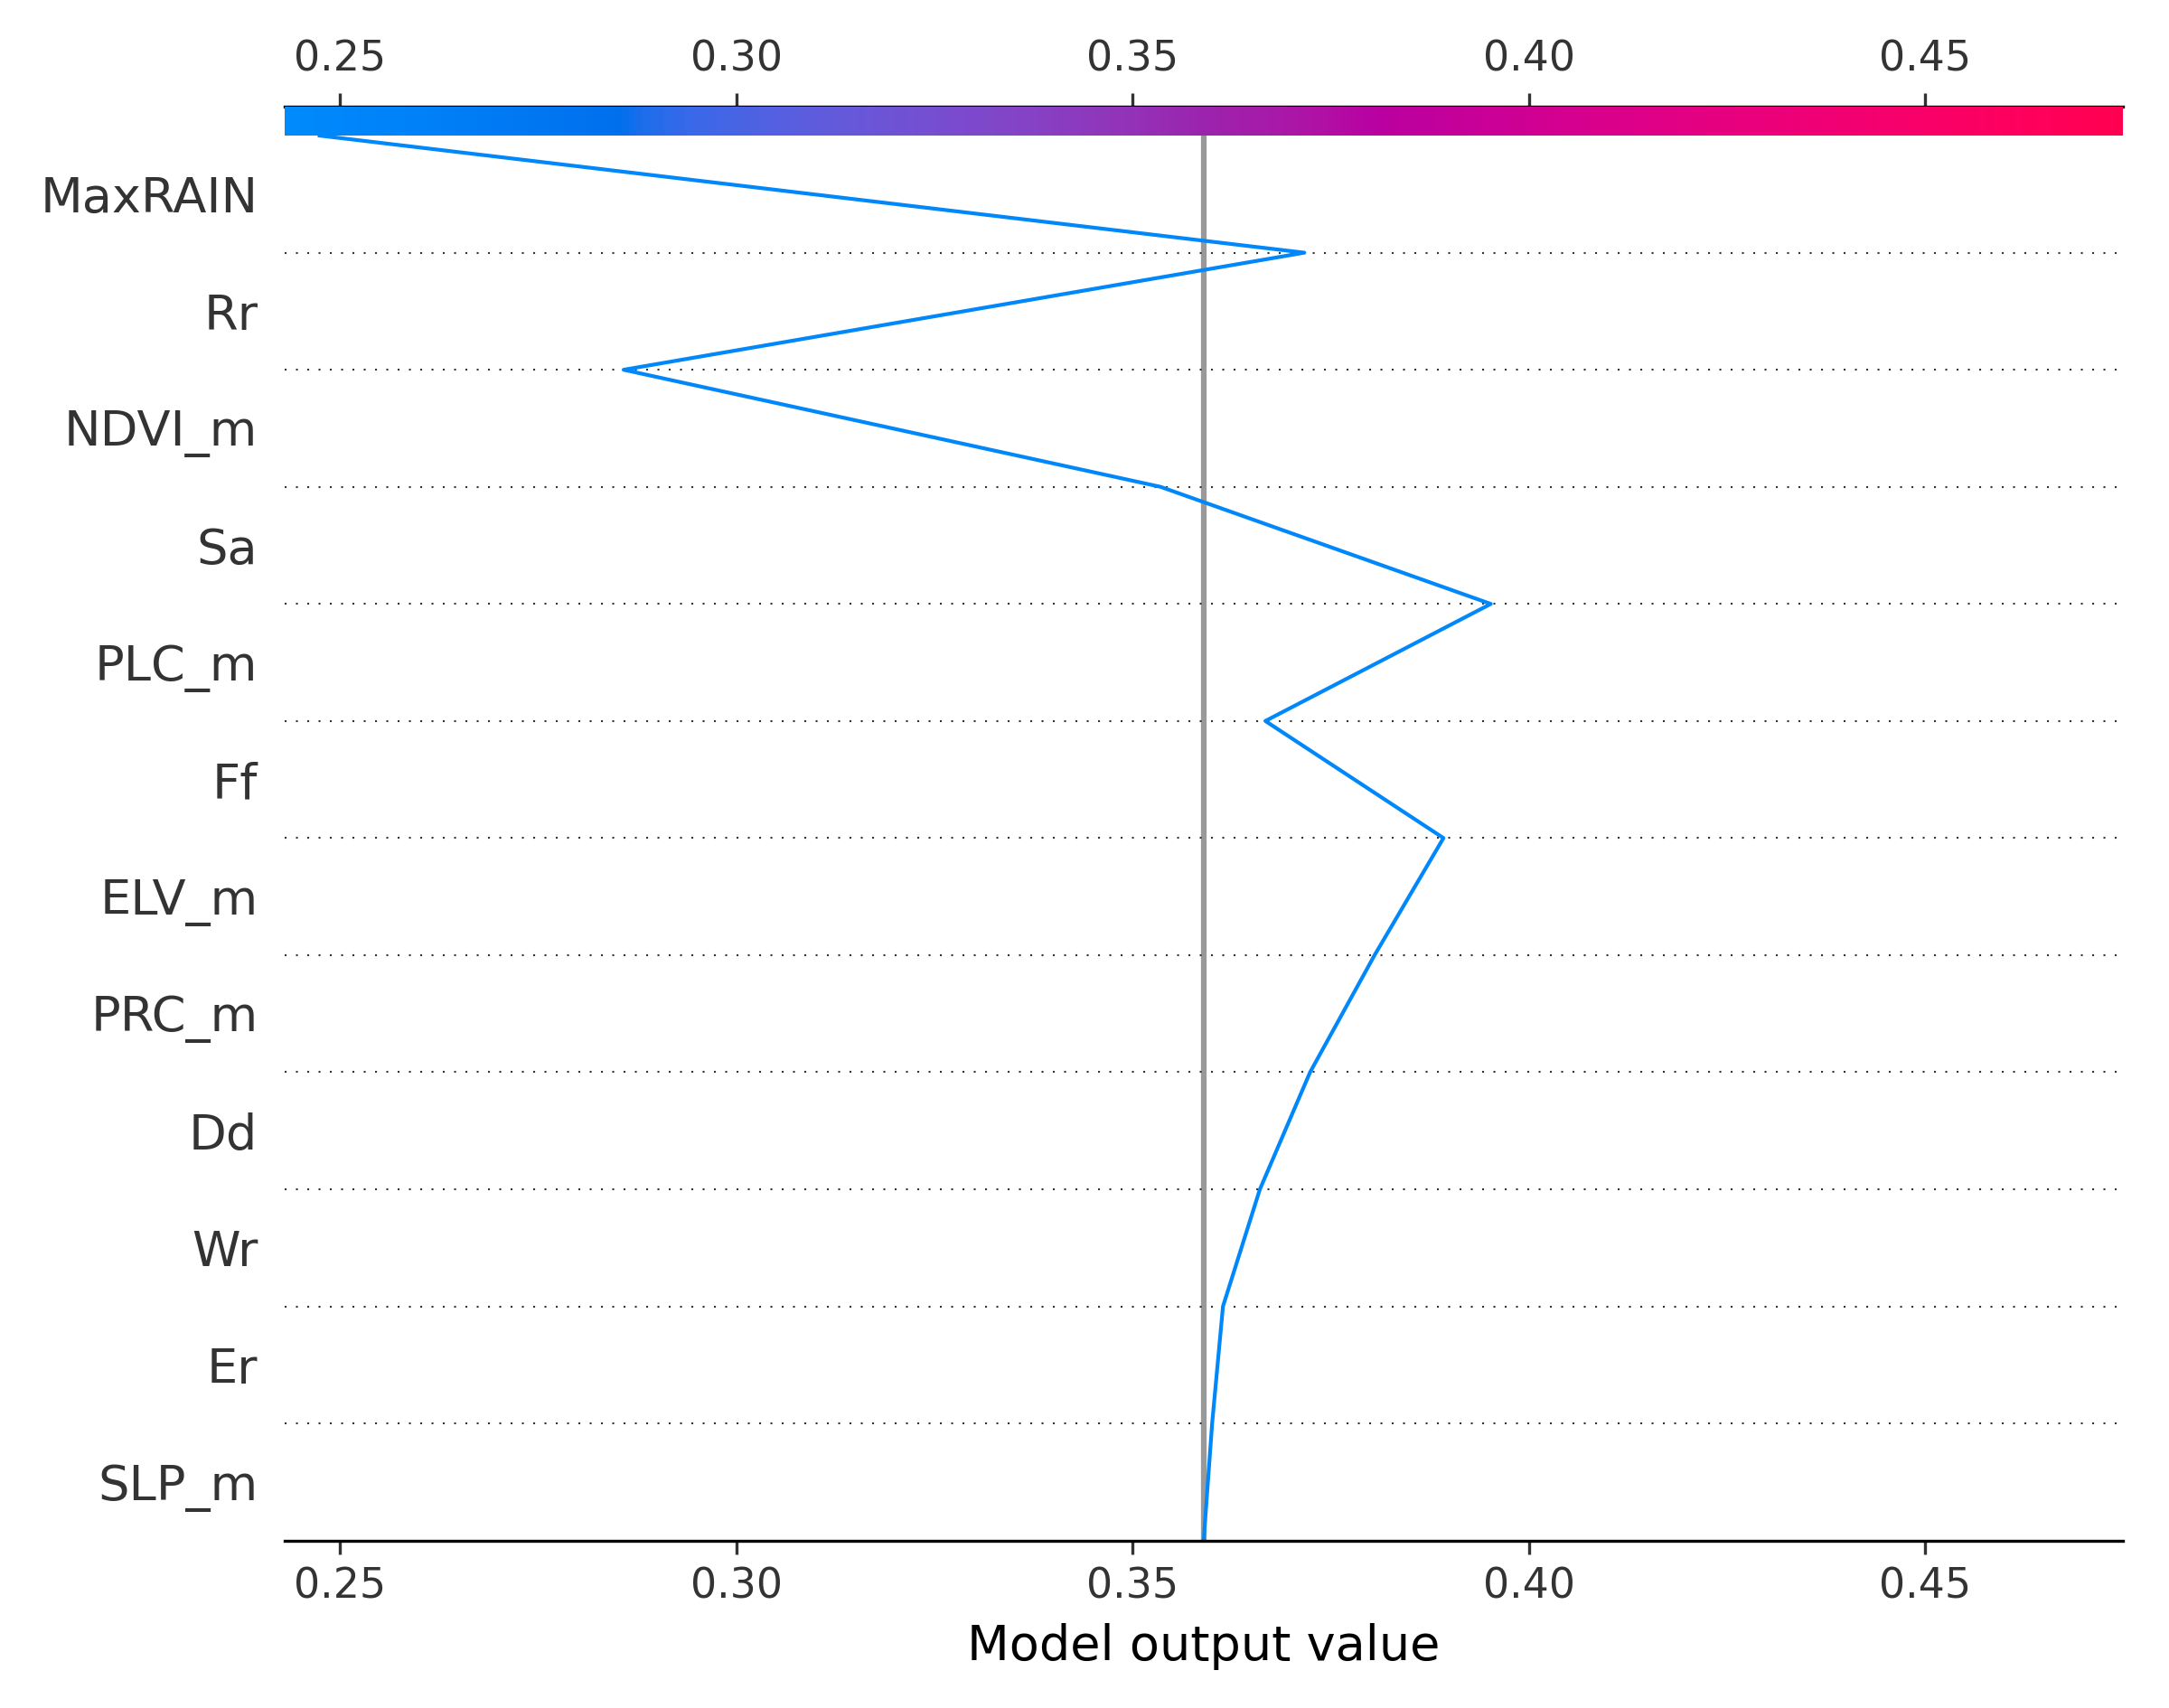 0.25 0.30 0.35 0.40 0.45
MaxRAIN
Rr
NDVI_m
Sa
PLC_m
Ff
ELV_m
PRC_m
Dd
Wr
Er
SLP_m
0.25 0.30 0.35 0.40 0.45
Model output value